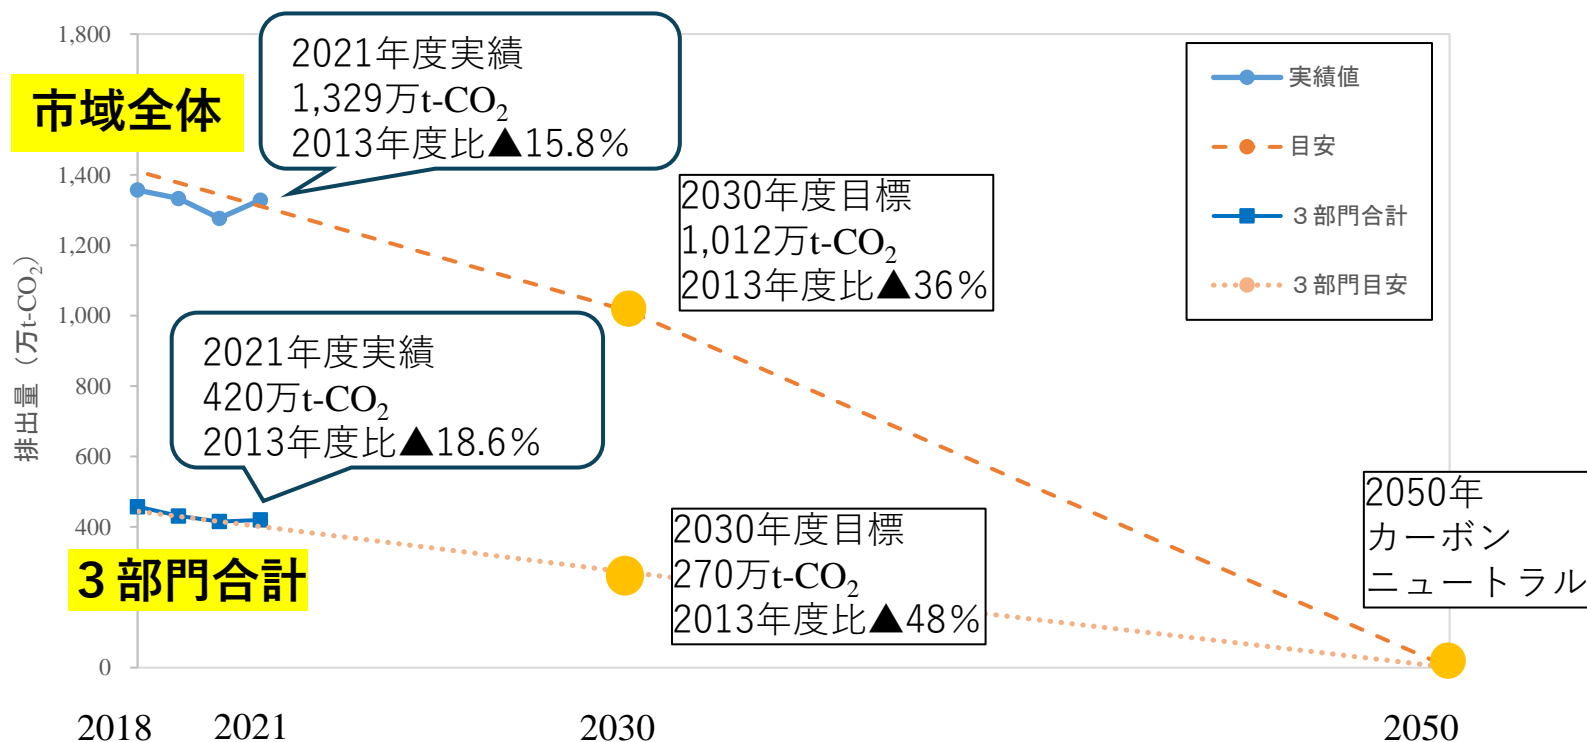 1,800
1,400
1,200
1,000
800
600
400
0
排出量（万t-CO₂）
市域全体
2021年度実績
1,329万t-CO₂
2013年度比▲15.8%
実績値
目安
３部門合計
３部門目安
2030年度目標
1,012万t-CO₂
2013年度比▲36%
2021年度実績
420万t-CO₂
2013年度比▲18.6%
３部門合計
2030年度目標
270万t-CO₂
2013年度比▲48%
2050年
カーボン
ニュートラル
2018
2021
2030
2050